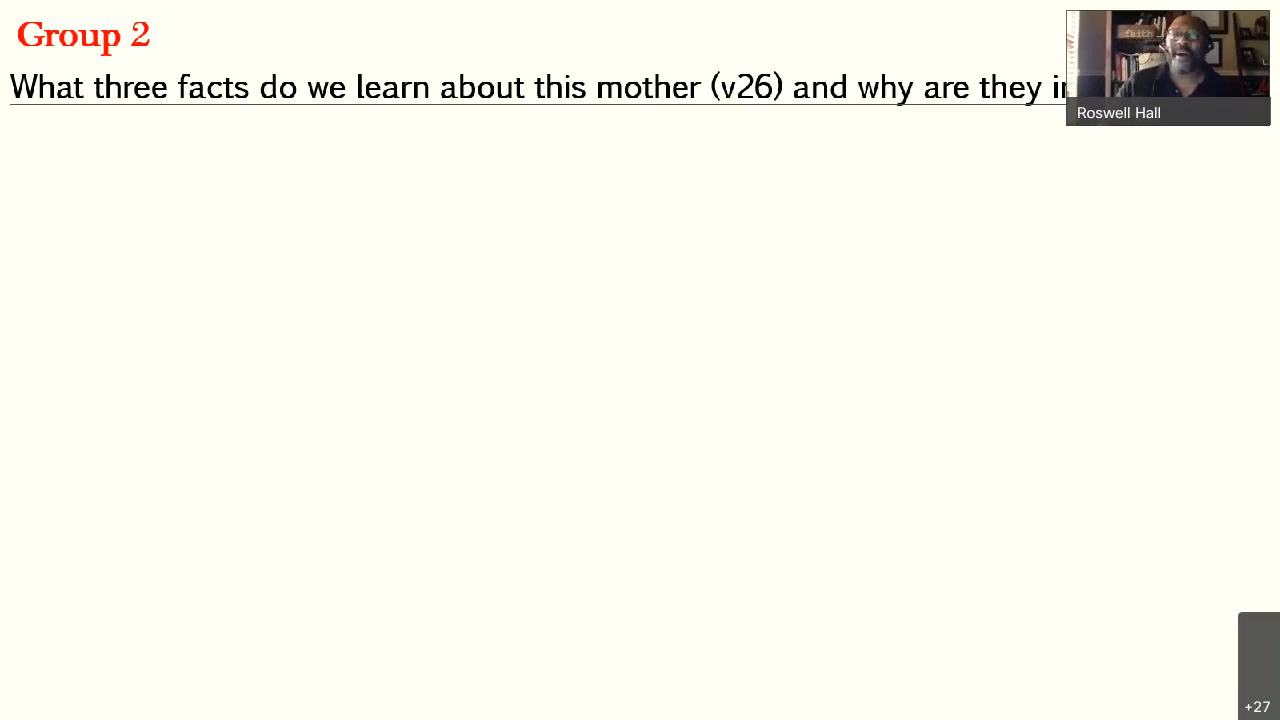 Group 2
What three facts do we learn about this mother (v26) and why are they
faith
Roswell Hall
+27